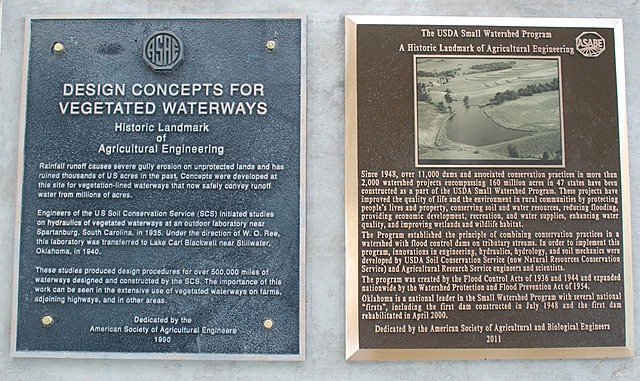 ASAE
DESIGN CONCEPTS FOR
VEGETATED WATERWAYS
Historic Landmark
of
Agricultural Engineering
Rainfall runoff causes severe gully erosion on unprotected lands and has
ruined thousands of US acres in the past. Concepts were developed at
this site for vegetation-lined waterways that now safely convey runoff
water from millions of acres.
Engineers of the US Soil Conservation Service (SCS) initiated studies
on hydraulics of vegetated waterways at an outdoor laboratory near
Spartanburg, South Carolina, in 1935. Under the direction of W. O. Ree,
this laboratory was transferred to Lake Carl Blackwell near Stillwater,
Oklahoma, in 1940.
These studies produced design procedures for over 500,000 miles of
waterways designed and constructed by the SCS. The importance of this
work can be seen in the extensive use of vegetated waterways on farms,
adjoining highways, and in other areas.
Dedicated by the
American Society of Agricultural Engineers
1990
The USDA Small Watershed Program
A Historic Landmark of Agricultural Engineering
ASABE
Since 1948, over 11,000 dams and associated conservation practices in more than
2,000 watershed projects encompassing 160 million acres in 47 states have been
constructed as a part of the USDA Small Watershed Program. These projects have
improved the quality of life and the environment in rural communities by protecting
people's lives and property, conserving soil and water resources, reducing flooding,
providing economic development, recreation, and water supplies, enhancing water
quality, and improving wetlands and wildlife habitat.
The Program established the principle of combining conservation practices in a
watershed with flood control dams on tributary streams. In order to implement this
program, innovations in engineering, hydraulics, hydrology, and soil mechanics were
developed by USDA Soil Conservation Service (now Natural Resources Conservation
Service) and Agricultural Research Service engineers and scientists.
The program was created by the Flood Control Acts of 1936 and 1944 and expanded
nationwide by the Watershed Protection and Flood Prevention Act of 1954.
Oklahoma is a national leader in the Small Watershed Program with several national
"firsts", including the first dam constructed in July 1948 and the first dam
rehabilitated in April 2000.
Dedicated by the American Society of Agricultural and Biological Engineers
2011